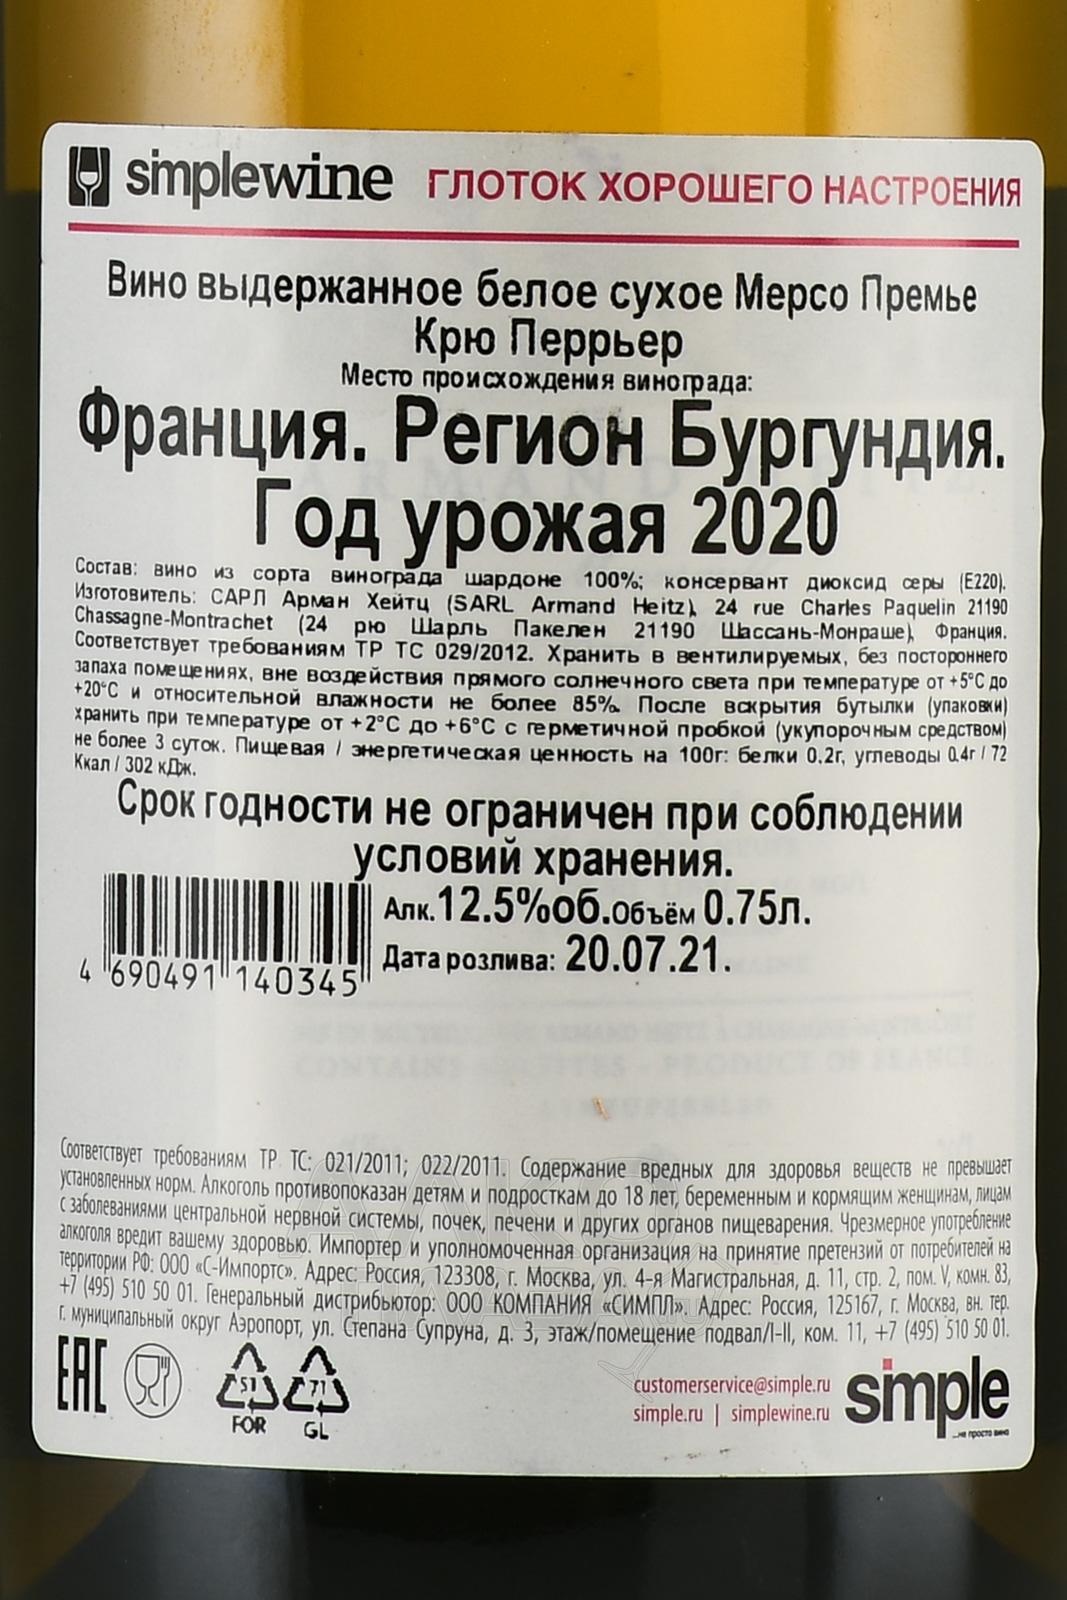 simplewine ГЛОТОК ХОРОШЕГО НАСТРОЕНИЯ
Вино выдержанное белое сухое Мерсо Премье
Крю Перрьер
Место происхождения винограда:
Франция. Регион Бургундия.
Год урожая 2020
Состав: вино из сорта винограда шардоне 100%; консервант диоксид серы (Е220).
Изготовитель: САРЛ Арман Хейтц (SARL Armand Heitz), 24 rue Charles Paquelin 21190
Chassagne-Montrachet (24 рю Шарль Пакелен 21190 Шассань-Монраше), Франция.
Соответствует требованиям ТР ТС 029/2012. Хранить в вентилируемых, без постороннего
запаха помещениях, вне воздействия прямого солнечного света при температуре от +5°С до
+20°С и относительной влажности не более 85%. После вскрытия бутылки (упаковки)
хранить при температуре от +2°С до +6°С с герметичной пробкой (укупорочным средством)
не более 3 суток. Пищевая / энергетическая ценность на 100г: белки 0.2г, углеводы 0.4г / 72
Ккал / 302 кДж.
Срок годности не ограничен при соблюдении
условий хранения.
Алк.12.5%об.Объём 0.75л.
Дата розлива: 20.07.21.
4 690491 140345
Соответствует требованиям ТР ТС: 021/2011; 022/2011. Содержание вредных для здоровья веществ не превышает
установленных норм. Алкоголь противопоказан детям и подросткам до 18 лет, беременным и кормящим женщинам, лицам
с заболеваниями центральной нервной системы, почек, печени и других органов пищеварения. Чрезмерное употребление
алкоголя вредит вашему здоровью. Импортер и уполномоченная организация на принятие претензий от потребителей на
территории РФ: ООО «С-Импортс». Адрес: Россия, 123308, г. Москва, ул. 4-я Магистральная, д. 11, стр. 2, пом. V, комн. 83,
+7 (495) 510 50 01. Генеральный дистрибьютор: ООО КОМПАНИЯ «СИМПЛ». Адрес: Россия, 125167, г. Москва, вн. тер.
г. муниципальный округ Аэропорт, ул. Степана Супруна, д. 3, этаж/помещение подвал/I-II, ком. 11, +7 (495) 510 50 01.
EAC 51 FOR 71 GL
customerservice@simple.ru
simple.ru | simplewine.ru
simple
...не просто вино